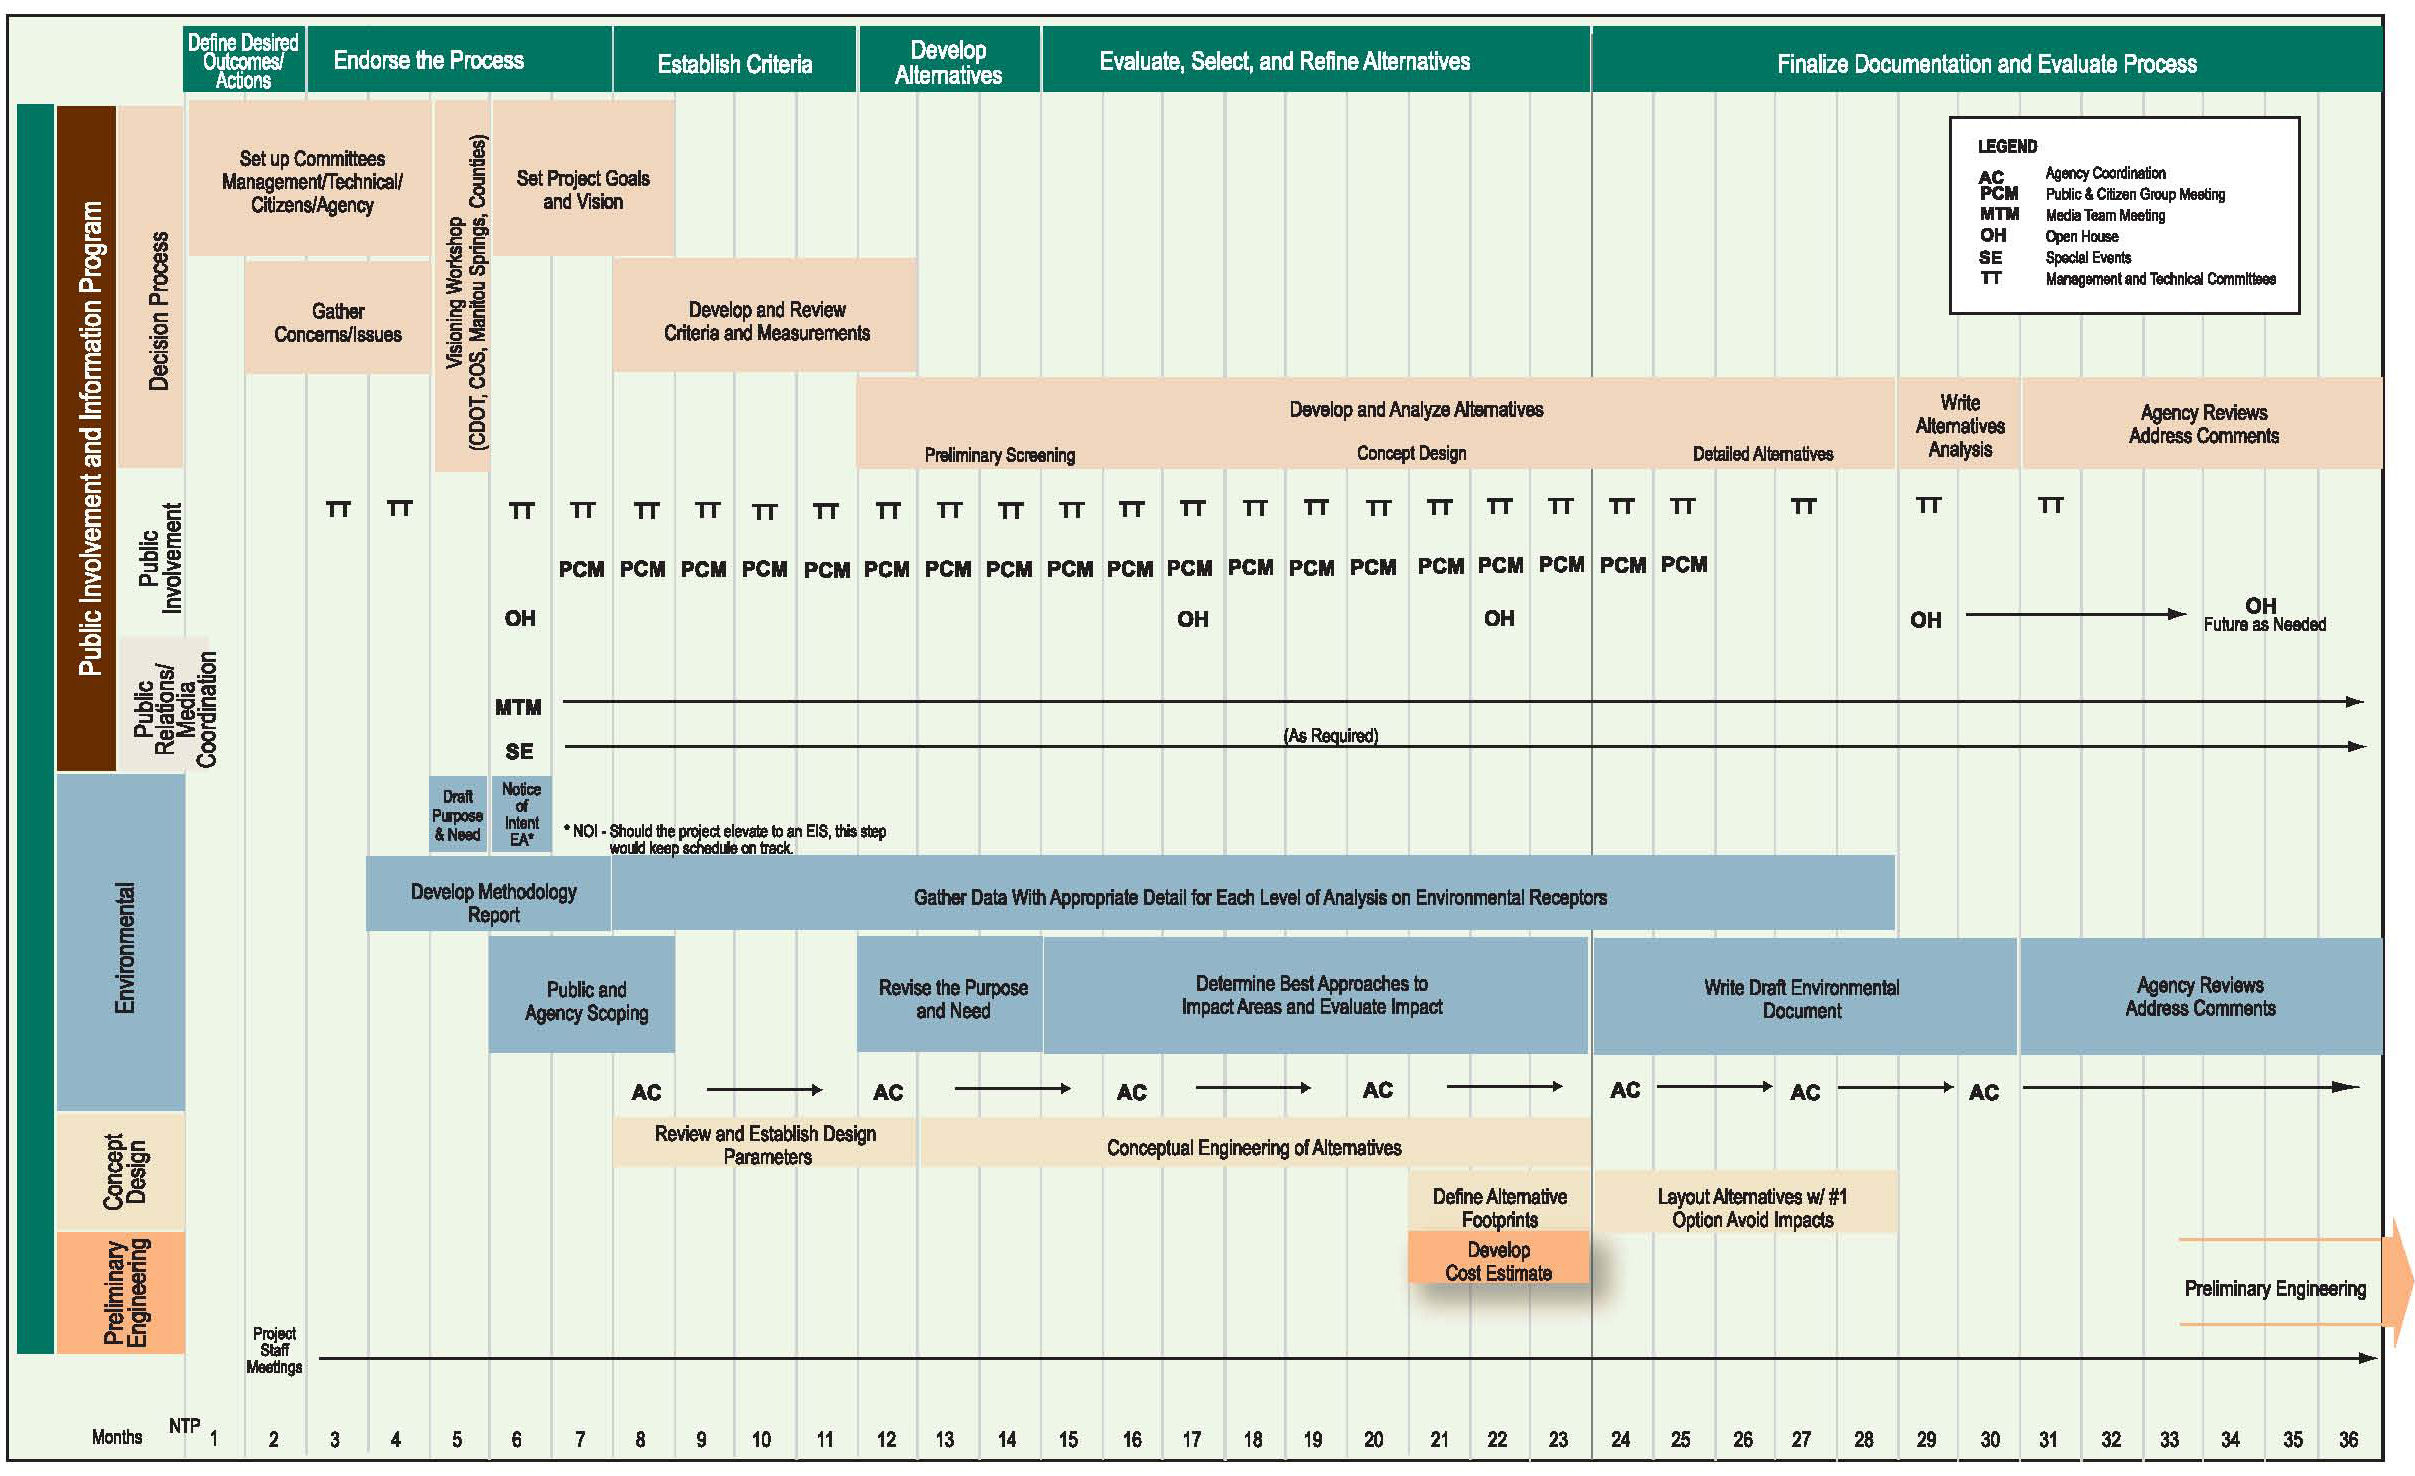 Define Desired
Outcomes/
Actions
Endorse the Process
Establish Criteria
Develop
Alternatives
Evaluate, Select, and Refine Alternatives
Finalize Documentation and Evaluate Process
Public Involvement and Information Program
Decision Process
Set up Committees
Management/Technical/
Citizens/Agency
Gather
Concerns/Issues
Visioning Workshop
(CDOT, COS, Manitou Springs, Counties)
Set Project Goals
and Vision
Develop and Review
Criteria and Measurements
Develop and Analyze Alternatives
Preliminary Screening
Concept Design
Detailed Alternatives
Write
Alternatives
Analysis
Agency Reviews
Address Comments
LEGEND
AC Agency Coordination
PCM Public & Citizen Group Meeting
MTM Media Team Meeting
OH Open House
SE Special Events
TT Management and Technical Committees
Public
Involvement
TT TT TT TT TT TT TT TT TT TT TT TT TT TT TT TT TT TT TT TT TT TT TT TT TT
PCM PCM PCM PCM PCM PCM PCM PCM PCM PCM PCM PCM PCM PCM PCM PCM PCM PCM PCM
OH OH OH OH OH
Future as Needed
Public
Relations/
Media
Coordination
MTM
SE
(As Required)
Environmental
Draft
Purpose
& Need
Notice
of
Intent
EA*
* NOI - Should the project elevate to an EIS, this step
would keep schedule on track.
Develop Methodology
Report
Gather Data With Appropriate Detail for Each Level of Analysis on Environmental Receptors
Public and
Agency Scoping
Revise the Purpose
and Need
Determine Best Approaches to
Impact Areas and Evaluate Impact
Write Draft Environmental
Document
Agency Reviews
Address Comments
AC AC AC AC AC AC AC
Concept
Design
Review and Establish Design
Parameters
Conceptual Engineering of Alternatives
Define Alternative
Footprints
Layout Alternatives w/ #1
Option Avoid Impacts
Preliminary
Engineering
Develop
Cost Estimate
Preliminary Engineering
Project
Staff
Meetings
Months NTP 1 2 3 4 5 6 7 8 9 10 11 12 13 14 15 16 17 18 19 20 21 22 23 24 25 26 27 28 29 30 31 32 33 34 35 36